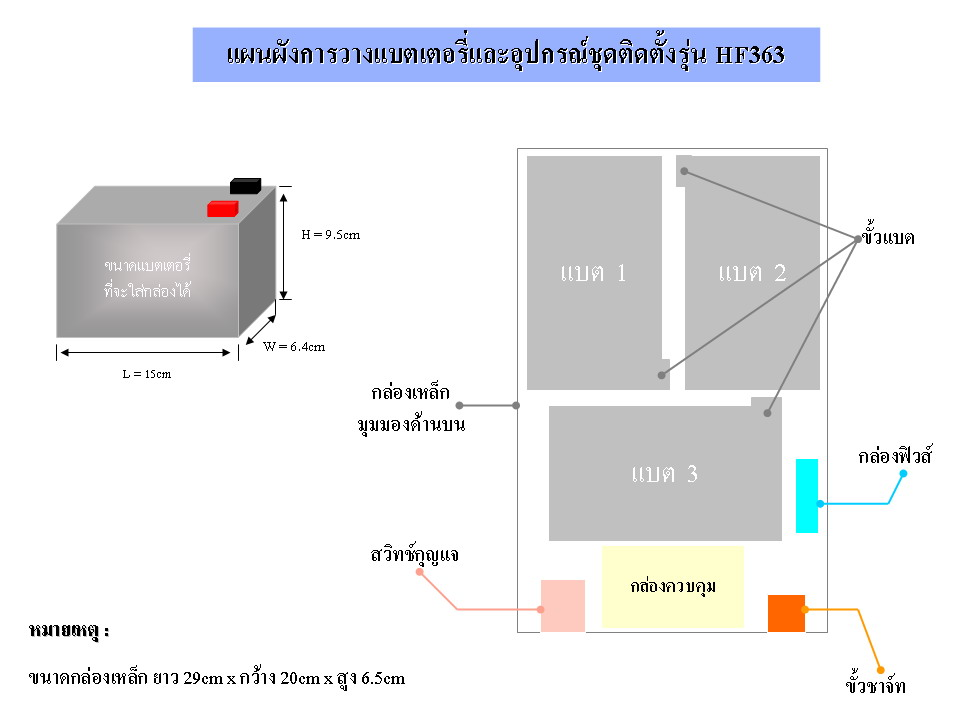 แผนผังการวางแบตเตอรี่และอุปกรณ์ชุดติดตั้งรุ่น HF363
ขนาดแบตเตอรี่
ที่จะใส่กล่องได้
H = 9.5cm
W = 6.4cm
L = 15cm
แบต 1
แบต 2
ขั้วแบต
กล่องเหล็ก
มุมมองด้านบน
แบต 3
กล่องฟิวส์
สวิทช์กุญแจ
กล่องควบคุม
ขั้วชาจ์ท
หมายเหตุ :
ขนาดกล่องเหล็ก ยาว 29cm x กว้าง 20cm x สูง 6.5cm